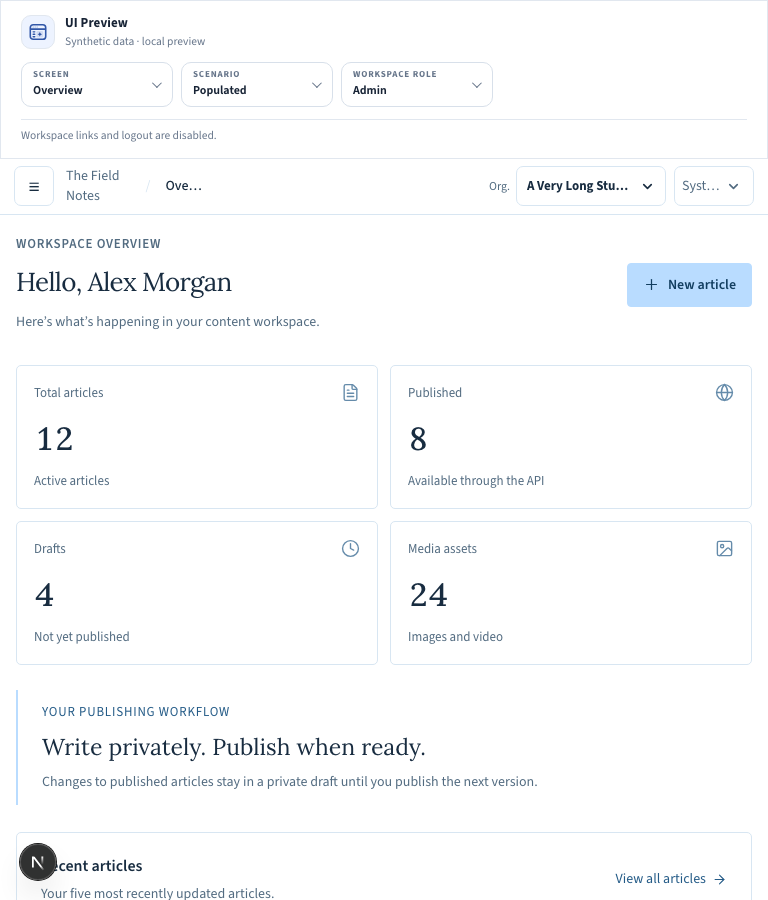 UI Preview
Synthetic data · local preview
SCREEN
Overview
SCENARIO
Populated
WORKSPACE ROLE
Admin
Workspace links and logout are disabled.
The Field
Notes
/
Ove…
Org.
A Very Long Stu…
Syst…
WORKSPACE OVERVIEW
Hello, Alex Morgan
New article
Here’s what’s happening in your content workspace.
Total articles
12
Active articles
Published
8
Available through the API
Drafts
4
Not yet published
Media assets
24
Images and video
YOUR PUBLISHING WORKFLOW
Write privately. Publish when ready.
Changes to published articles stay in a private draft until you publish the next version.
N
ecent articles
Your five most recently updated articles.
View all articles